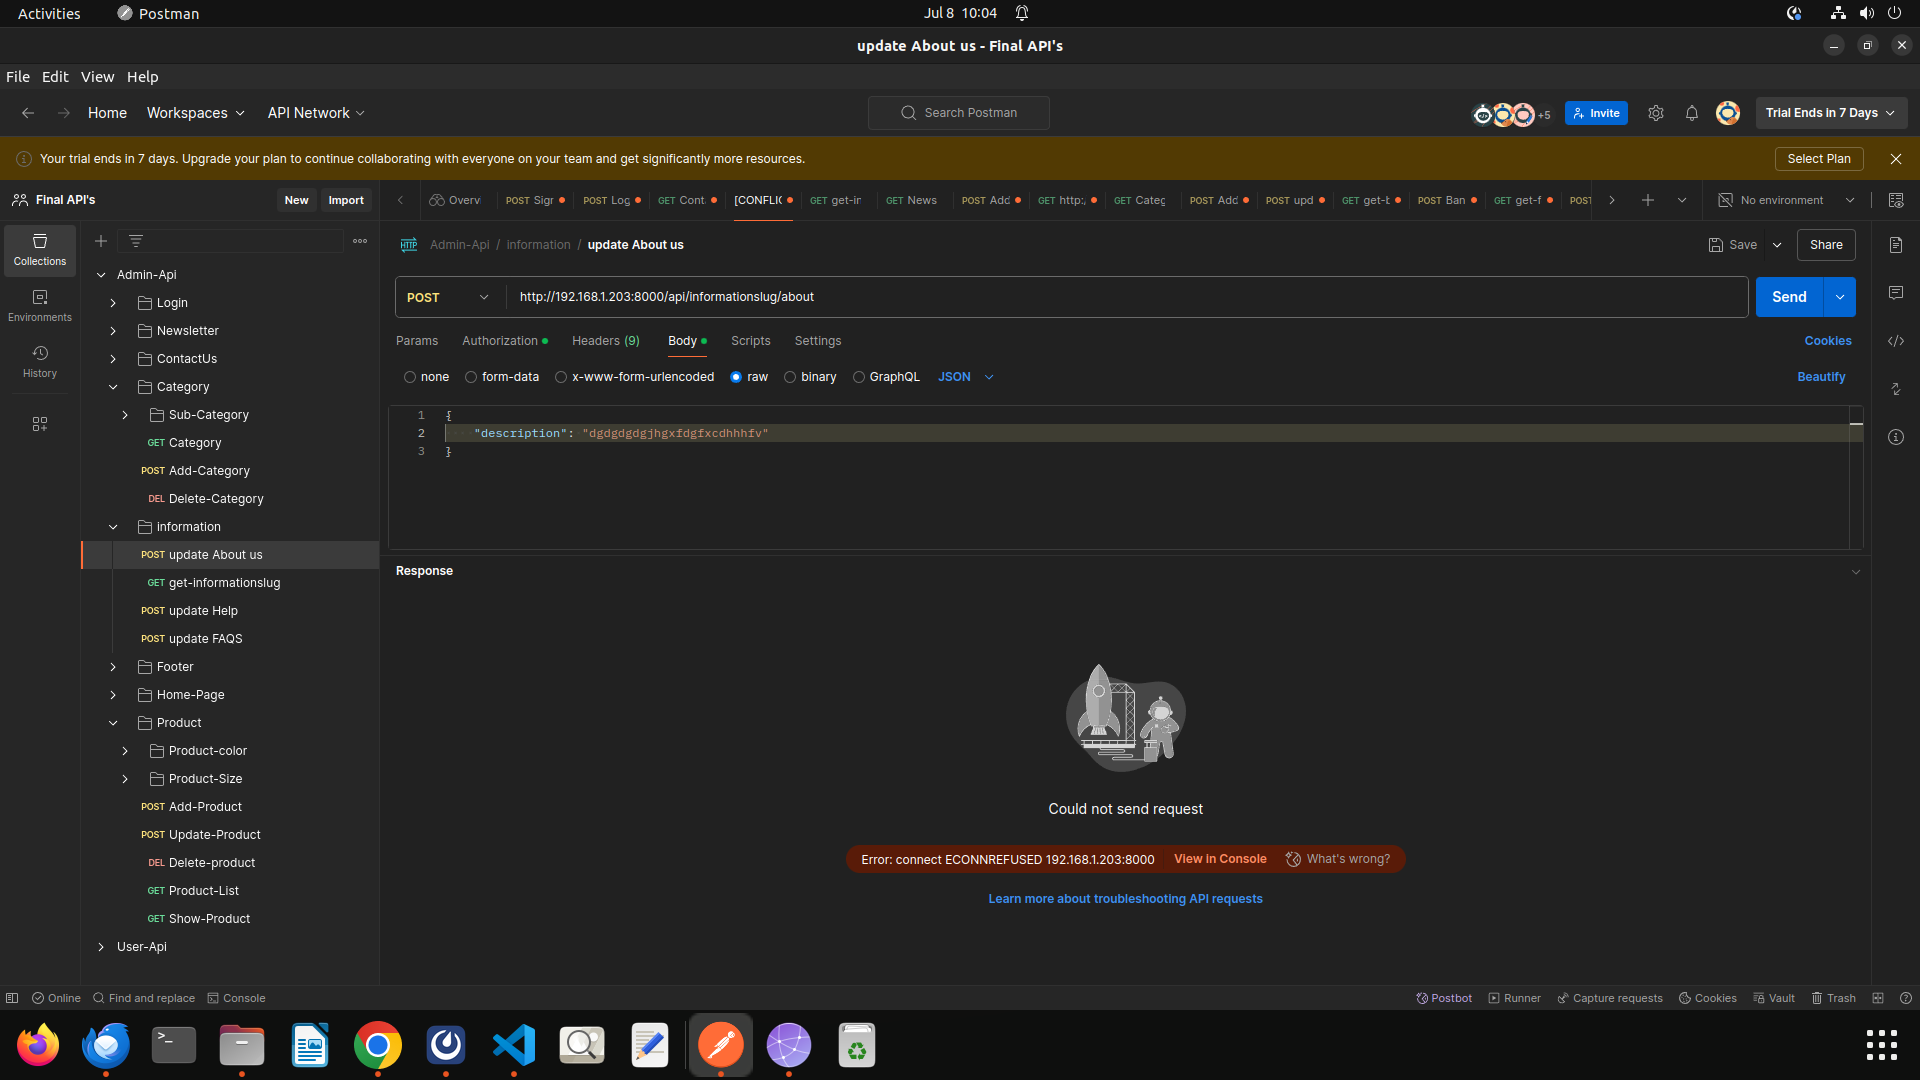 Activities
Postman
Jul 8 10:04
update About us - Final API's
File Edit View Help
Home Workspaces API Network
Search Postman
+5
Invite
Trial Ends in 7 Days
Your trial ends in 7 days. Upgrade your plan to continue collaborating with everyone on your team and get significantly more resources.
Select Plan
Final API's
New
Import
Overvi
POST Sigr
POST Log
GET Cont
[CONFLIC
GET get-in
GET News
POST Add
GET http:/
GET Categ
POST Add
POST upd
GET get-b
POST Ban
GET get-f
POST
No environment
Collections
Environments
History
Admin-Api
Login
Newsletter
ContactUs
Category
Sub-Category
GET Category
POST Add-Category
DEL Delete-Category
information
POST update About us
GET get-informationslug
POST update Help
POST update FAQS
Footer
Home-Page
Product
Product-color
Product-Size
POST Add-Product
POST Update-Product
DEL Delete-product
GET Product-List
GET Show-Product
User-Api
HTTP Admin-Api / information / update About us
Save
Share
POST
http://192.168.1.203:8000/api/informationslug/about
Send
Params Authorization Headers (9) Body Scripts Settings
Cookies
none form-data x-www-form-urlencoded raw binary GraphQL JSON
Beautify
1 {
2 "description": "dgdgdgdgjhgxfdgfxcdhhhfv"
3 }
Response
Could not send request
Error: connect ECONNREFUSED 192.168.1.203:8000 View in Console What's wrong?
Learn more about troubleshooting API requests
Online Find and replace Console
Postbot Runner Capture requests Cookies Vault Trash